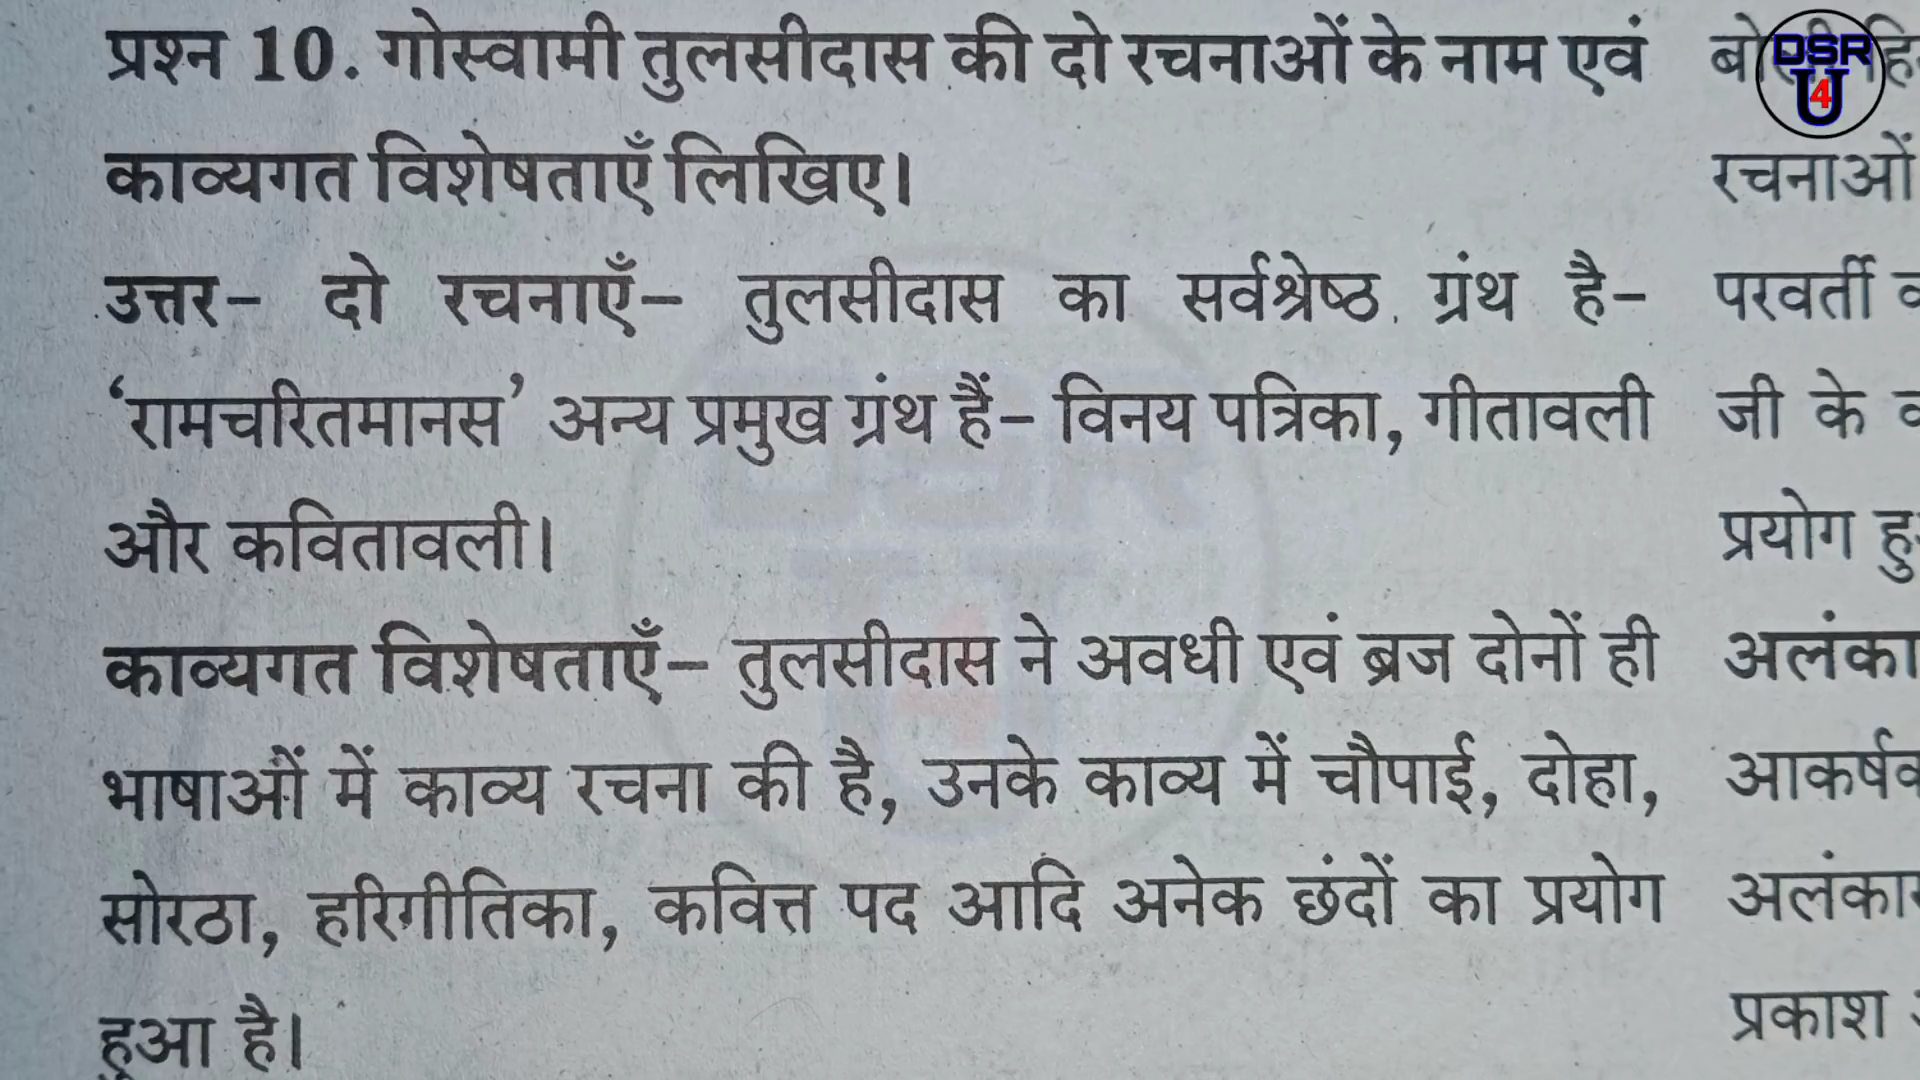 प्रश्न 10. गोस्वामी तुलसीदास की दो रचनाओं के नाम एवं
काव्यगत विशेषताएँ लिखिए।
उत्तर- दो रचनाएँ- तुलसीदास का सर्वश्रेष्ठ ग्रंथ है-
‘रामचरितमानस’ अन्य प्रमुख ग्रंथ हैं- विनय पत्रिका, गीतावली
और कवितावली।
काव्यगत विशेषताएँ- तुलसीदास ने अवधी एवं ब्रज दोनों ही
भाषाओं में काव्य रचना की है, उनके काव्य में चौपाई, दोहा,
सोरठा, हरिगीतिका, कवित्त पद आदि अनेक छंदों का प्रयोग
हुआ है।
रचनाओं
परवर्ती
जी के
प्रयोग
अलंका
आकर्षक
अलंकार
प्रकाश
DSR
U
4